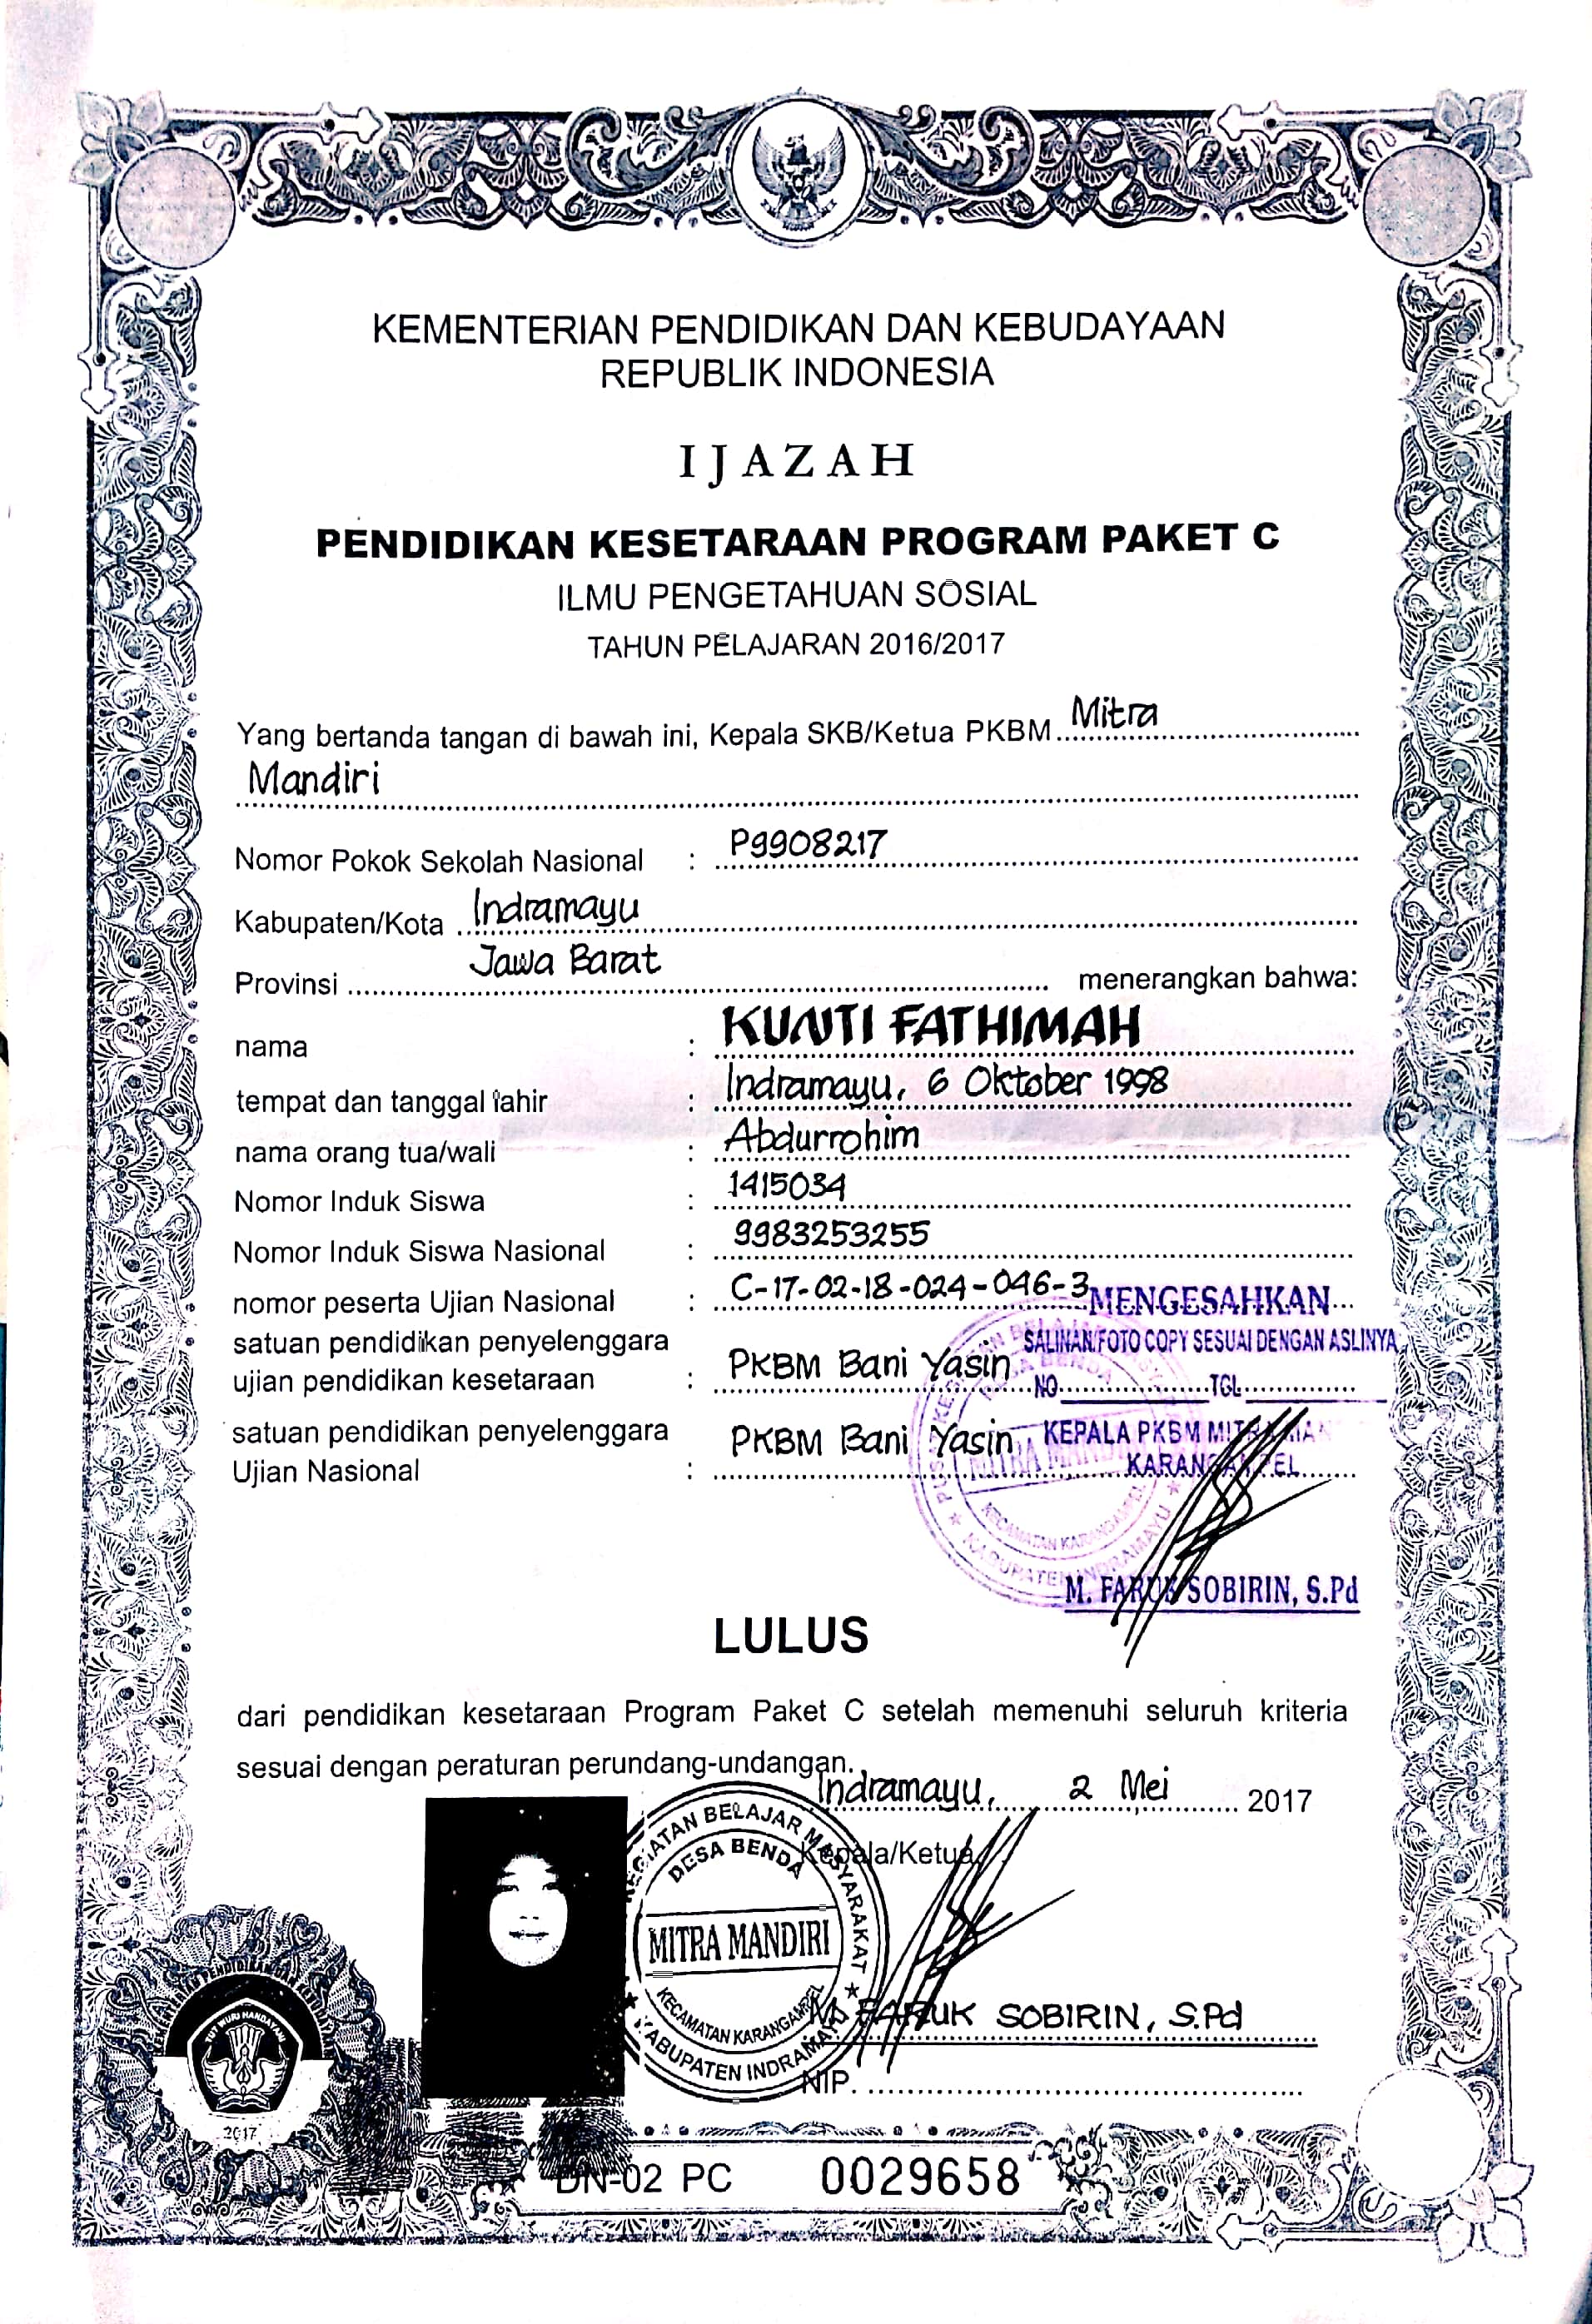 KEMENTERIAN PENDIDIKAN DAN KEBUDAYAAN
REPUBLIK INDONESIA
IJAZAH
PENDIDIKAN KESETARAAN PROGRAM PAKET C
ILMU PENGETAHUAN SOSIAL
TAHUN PELAJARAN 2016/2017
Yang bertanda tangan di bawah ini, Kepala SKB/Ketua PKBM Mitra
Mandiri
Nomor Pokok Sekolah Nasional : P9908217
Kabupaten/Kota Indramayu
Provinsi Jawa Barat menerangkan bahwa:
nama : KUNTI FATHIMAH
tempat dan tanggal lahir : Indramayu, 6 Oktober 1998
nama orang tua/wali : Abdurrohim
Nomor Induk Siswa : 1415034
Nomor Induk Siswa Nasional : 9983253255
nomor peserta Ujian Nasional : C-17-02-18-024-046-3
MENGESAHKAN
SALINAN/FOTO COPY SESUAI DENGAN ASLINYA
satuan pendidikan penyelenggara
ujian pendidikan kesetaraan : PKBM Bani Yasin
NO. TGL.
satuan pendidikan penyelenggara
Ujian Nasional : PKBM Bani Yasin
KEPALA PKBM MITRA MAN
KARANGAMPEL
MITRA MANDIRI
KECAMATAN KARANGAMPEL
KABUPATEN INDRAMAYU
M. FARUK SOBIRIN, S.Pd
LULUS
dari pendidikan kesetaraan Program Paket C setelah memenuhi seluruh kriteria
sesuai dengan peraturan perundang-undangan.
Indramayu, 2 Mei 2017
Kepala/Ketua
KEGIATAN BELAJAR MASYARAKAT
DESA BENDA
MITRA MANDIRI
KECAMATAN KARANGAMPEL
KABUPATEN INDRAMAYU
M. FARUK SOBIRIN, S.Pd
NIP.
TUT WURI HANDAYANI
2017
DN-02 PC 0029658